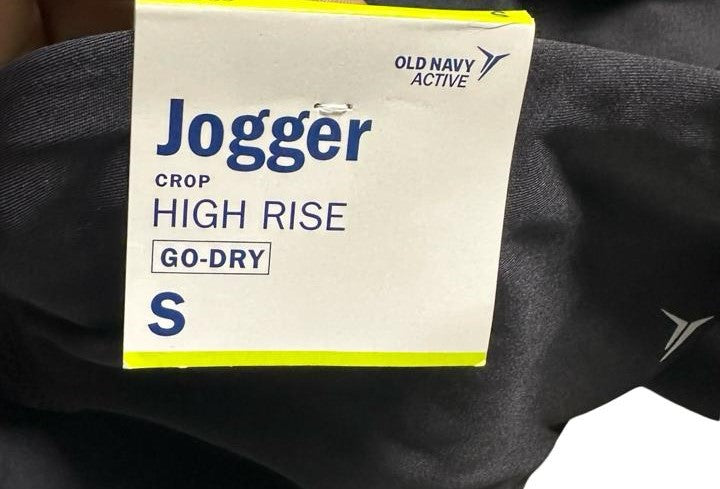 OLD NAVY
ACTIVE
Jogger
CROP
HIGH RISE
GO-DRY
S